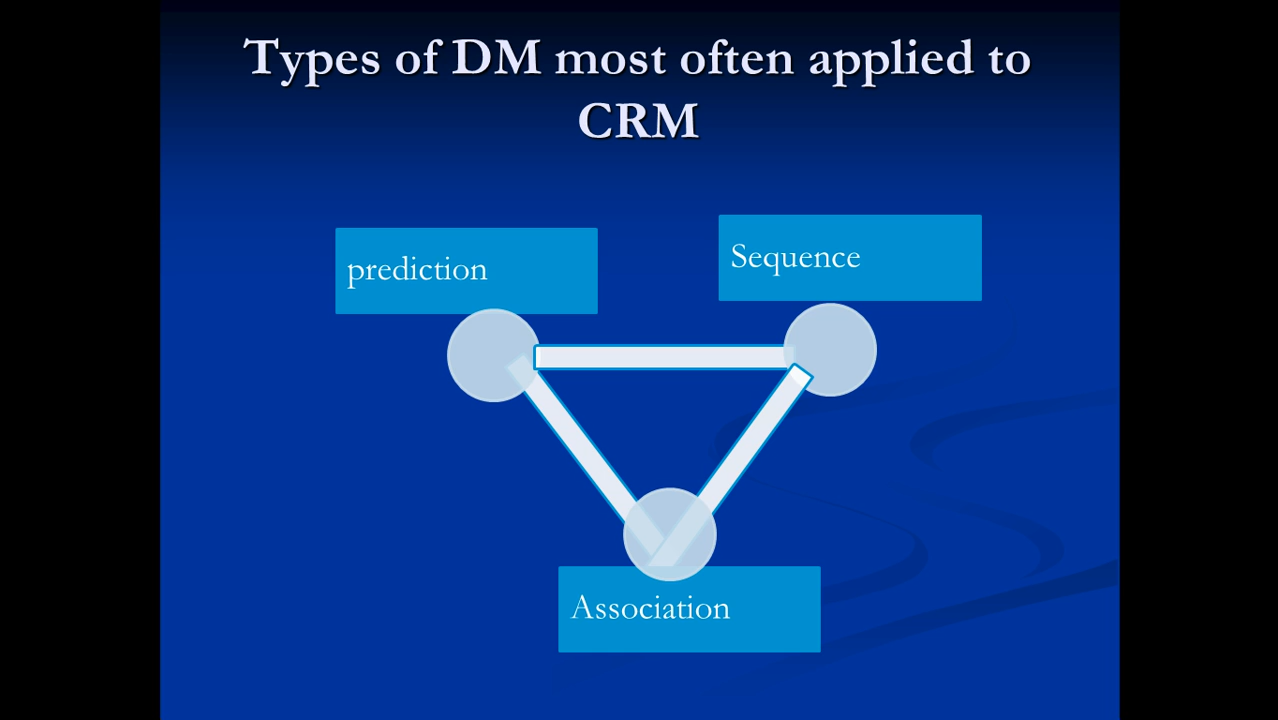 Types of DM most often applied to
CRM
prediction
Sequence
Association